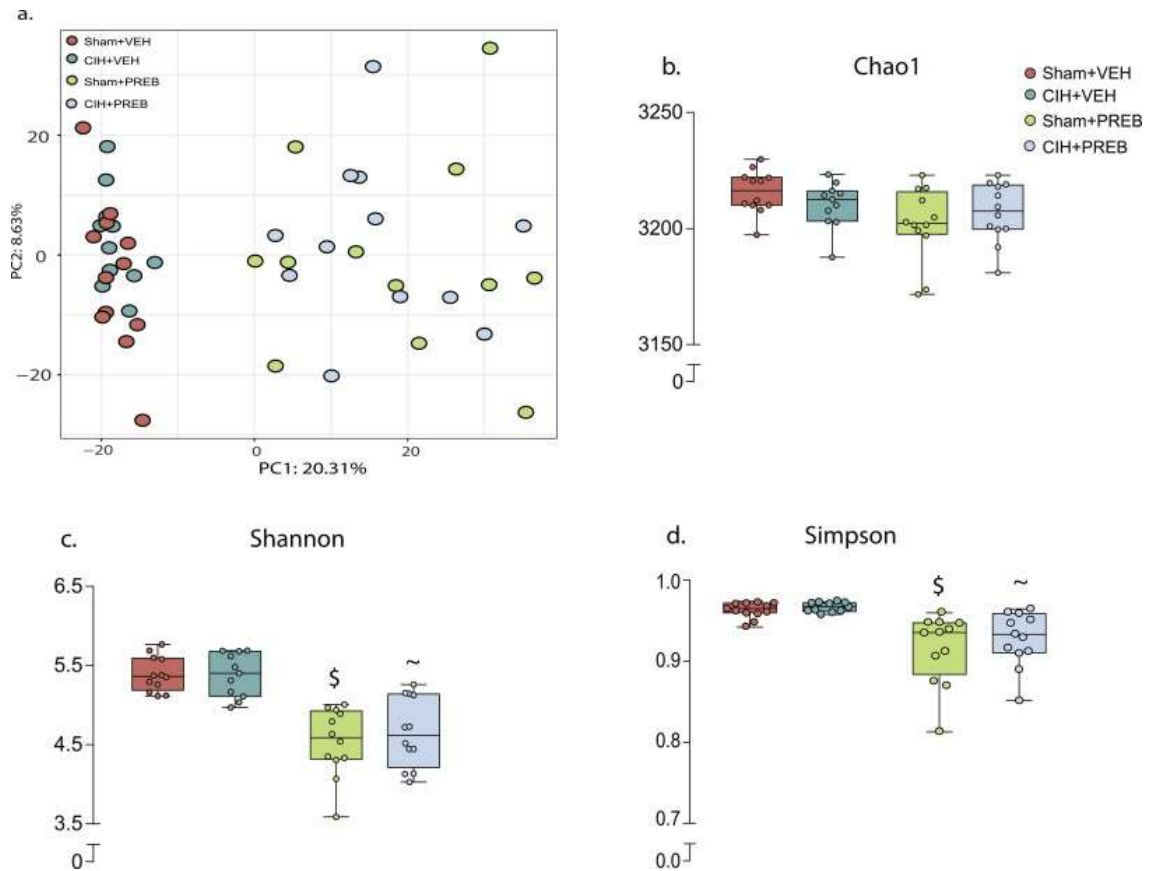 a.
Sham+VEH
CIH+VEH
Sham+PREB
CIH+PREB
20
0
−20
PC2: 8.63%
−20
0
20
PC1: 20.31%
b.
Chao1
Sham+VEH
CIH+VEH
Sham+PREB
CIH+PREB
3250
3200
3150
0
c.
Shannon
6.5
5.5
4.5
3.5
0
$
~
d.
Simpson
1.0
0.9
0.8
0.7
0.0
$
~